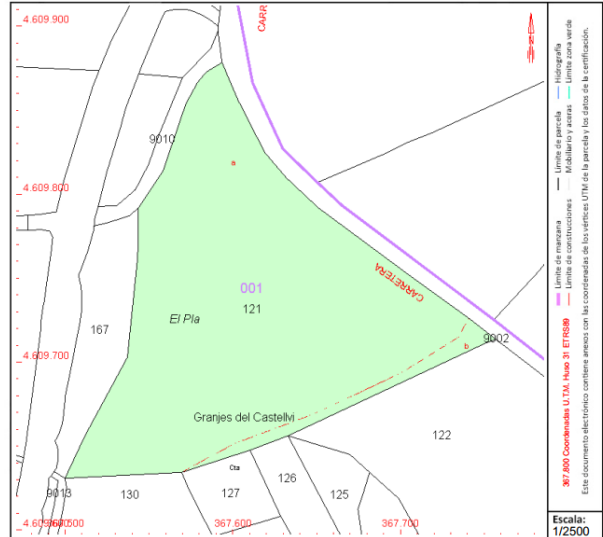 4.609.900
CARR
9010
a
4.609.800
CARRETERA
001
121
El Pla
167
9002
b
4.609.700
122
Granjes del Castellvi
Cta
9013
130
127
126
125
367.600
367.700
Límite de manzana
Límite de parcela
Hidrografía
Límite de construcciones
Mobiliario y aceras
Límite zona verde
367.800 Coordenadas U.T.M. Huso 31 ETRS89
Este documento electrónico contiene anexos con las coordenadas de los vértices UTM de la parcela y los datos de la certificación.
Escala:
1/2500